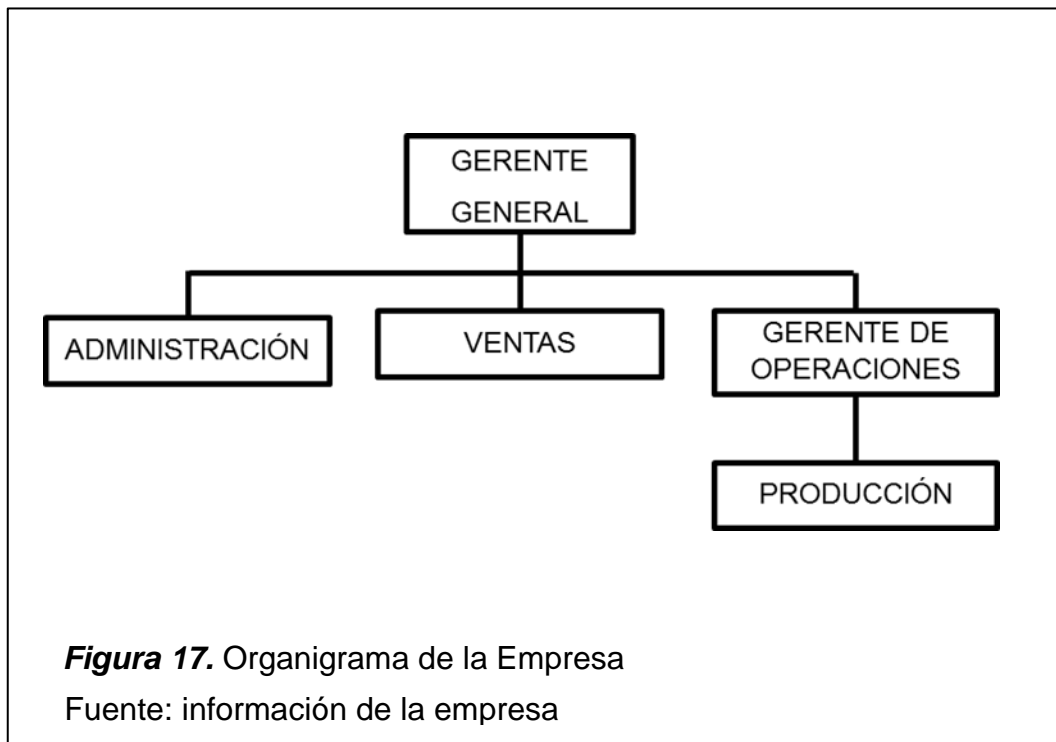 GERENTE
GENERAL
ADMINISTRACIÓN
VENTAS
GERENTE DE
OPERACIONES
PRODUCCIÓN
Figura 17. Organigrama de la Empresa
Fuente: información de la empresa